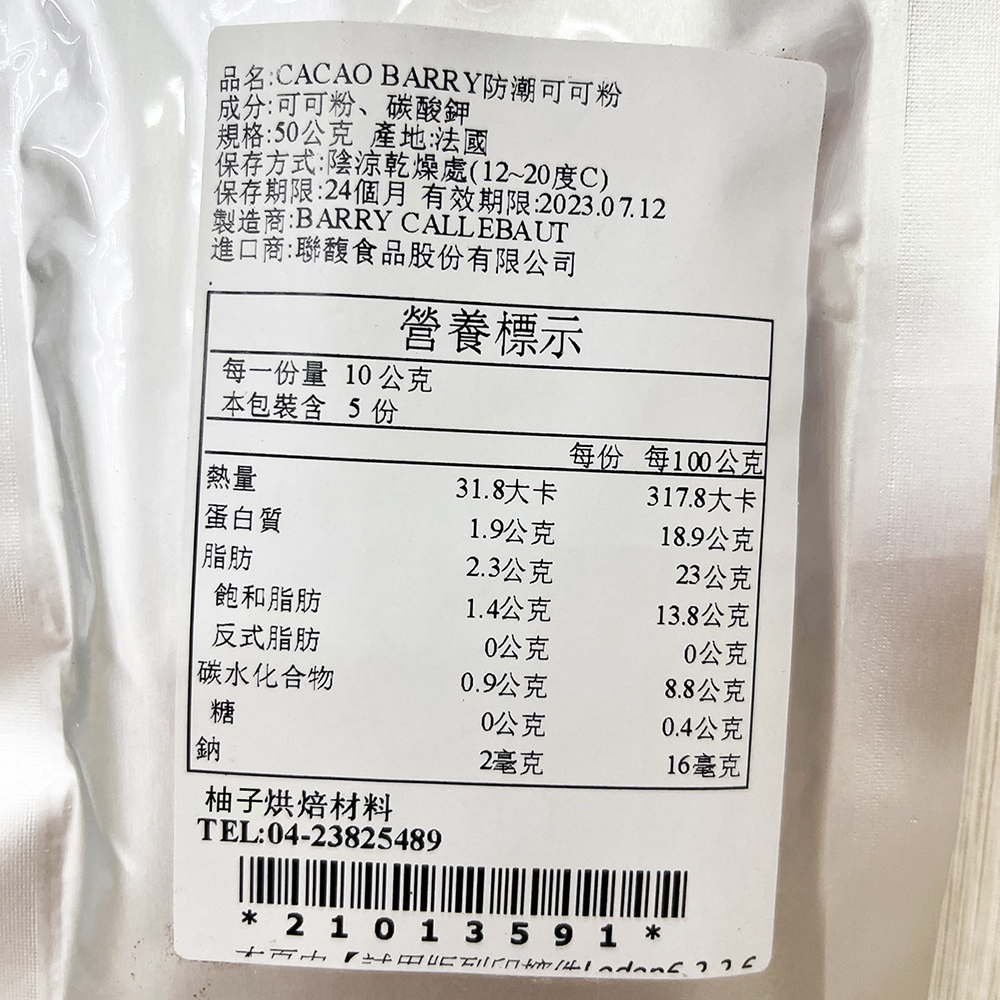 品名:CACAO BARRY防潮可可粉
成分:可可粉、碳酸鉀
規格:50公克 產地:法國
保存方式:陰涼乾燥處(12~20度C)
保存期限:24個月 有效期限:2023.07.12
製造商:BARRY CALLEBAUT
進口商:聯馥食品股份有限公司
營養標示
每一份量 10公克
本包裝含 5 份
每份 每100公克
熱量 31.8大卡 317.8大卡
蛋白質 1.9公克 18.9公克
脂肪 2.3公克 23公克
飽和脂肪 1.4公克 13.8公克
反式脂肪 0公克 0公克
碳水化合物 0.9公克 8.8公克
糖 0公克 0.4公克
鈉 2毫克 16毫克
柚子烘焙材料
TEL:04-23825489
*21013591*